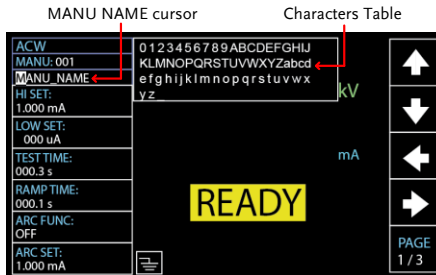 MANU NAME cursor
Characters Table
ACW
MANU: 001
MANU_NAME
HI SET:
1.000 mA
LOW SET:
000 uA
TEST TIME:
000.3 s
RAMP TIME:
000.1 s
ARC FUNC:
OFF
ARC SET:
1.000 mA
0123456789ABCDEFGHIJ
KLMNOPQRSTUVWXYZabcd
efghijklmnopqrstuvwx
yz_
kV
mA
READY
PAGE
1 / 3